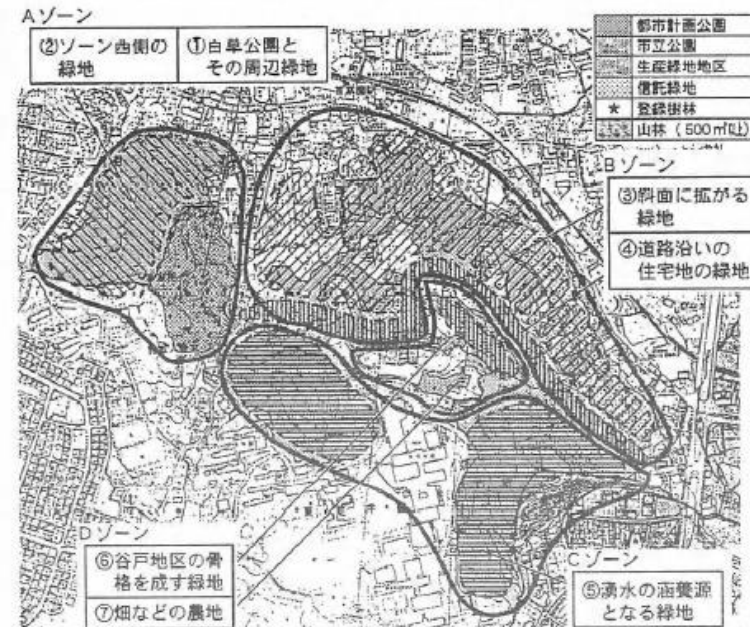 Aゾーン
②ゾーン西側の
緑地
①白草公園と
その周辺緑地
都市計画公園
市立公園
生産緑地地区
信託緑地
★ 登録樹林
山林（500㎡以上）
Bゾーン
③斜面に拡がる
緑地
④道路沿いの
住宅地の緑地
Dゾーン
⑥谷戸地区の骨
格を成す緑地
⑦畑などの農地
Cゾーン
⑤湧水の涵養源
となる緑地